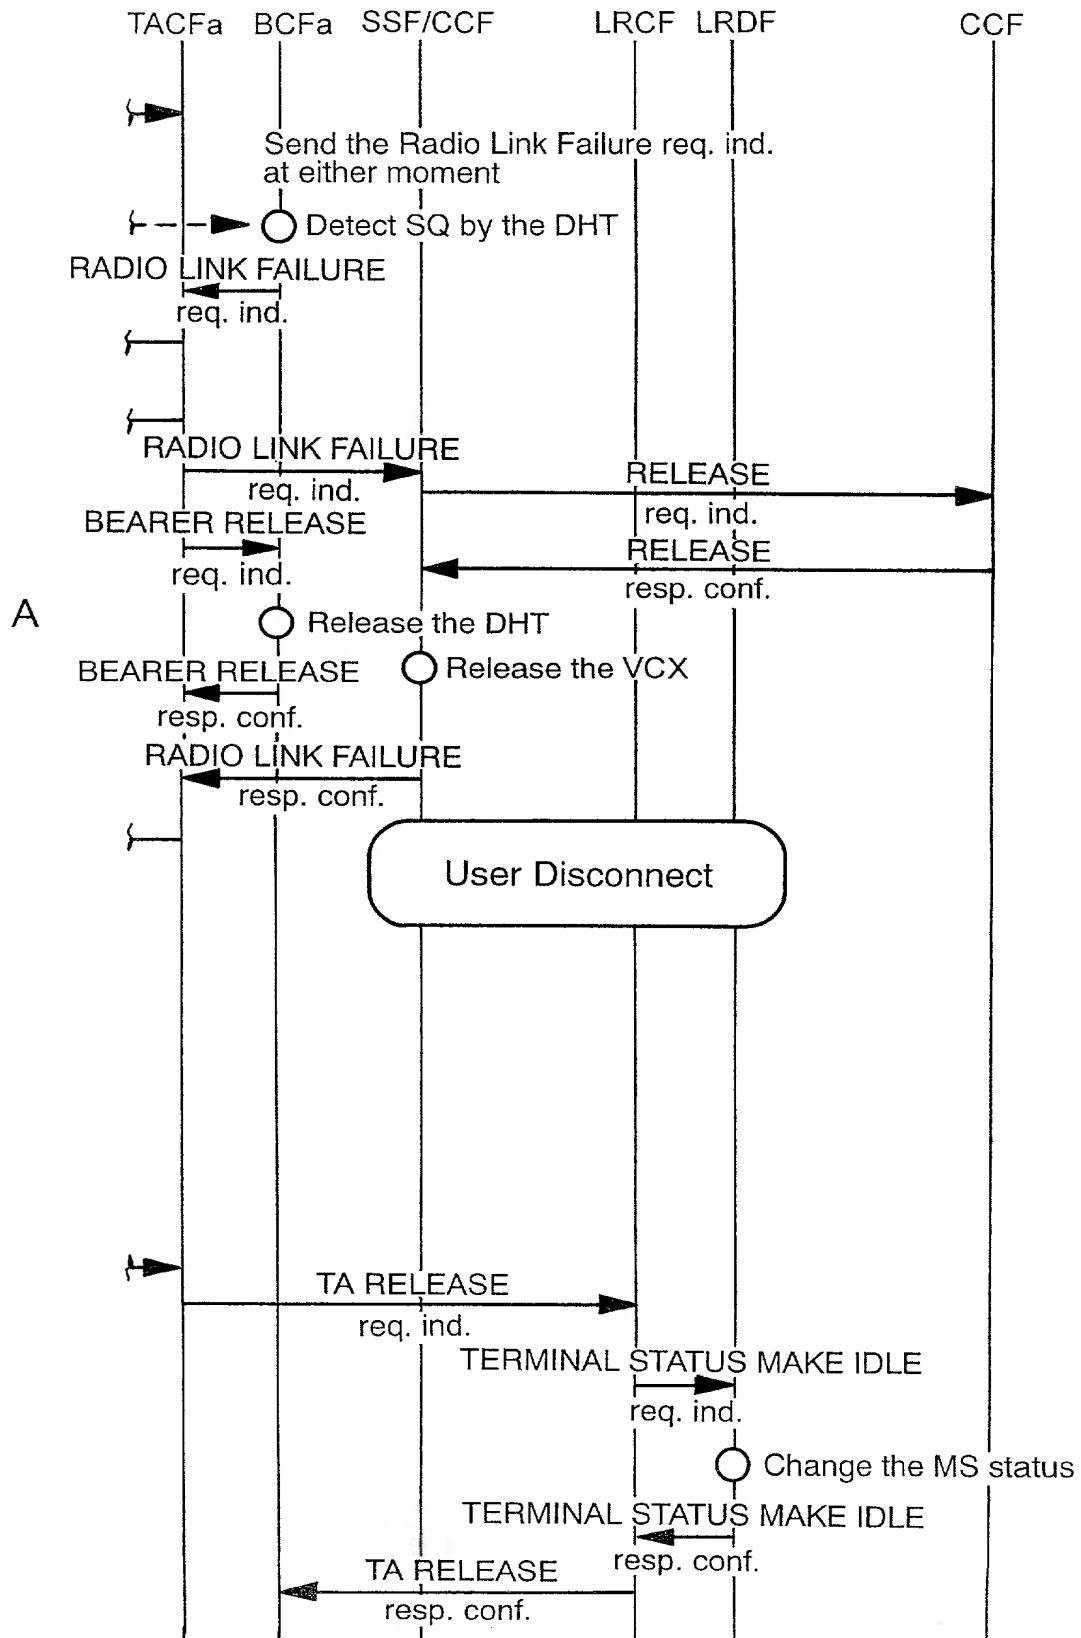 TACFa BCFa SSF/CCF LRCF LRDF CCF
Send the Radio Link Failure req. ind.
at either moment
Detect SQ by the DHT
RADIO LINK FAILURE
req. ind.
RADIO LINK FAILURE
req. ind.
RELEASE
req. ind.
BEARER RELEASE
req. ind.
RELEASE
resp. conf.
A
Release the DHT
Release the VCX
BEARER RELEASE
resp. conf.
RADIO LINK FAILURE
resp. conf.
User Disconnect
TA RELEASE
req. ind.
TERMINAL STATUS MAKE IDLE
req. ind.
Change the MS status
TERMINAL STATUS MAKE IDLE
resp. conf.
TA RELEASE
resp. conf.